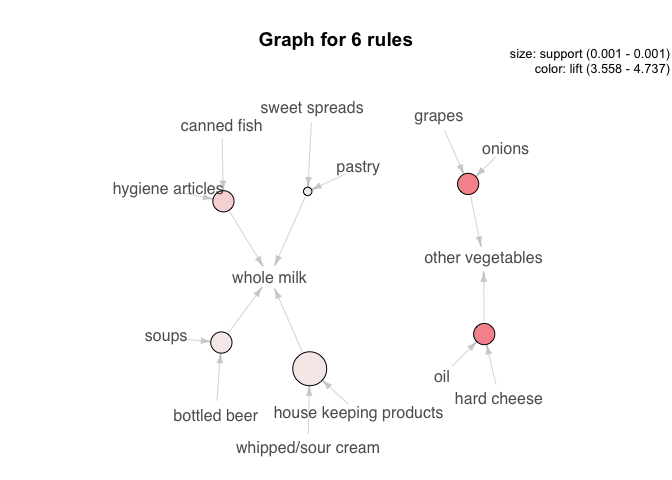 Graph for 6 rules
size: support (0.001 - 0.001)
color: lift (3.558 - 4.737)
sweet spreads
grapes
canned fish
onions
pastry
hygiene articles
other vegetables
whole milk
soups
oil
hard cheese
house keeping products
bottled beer
whipped/sour cream